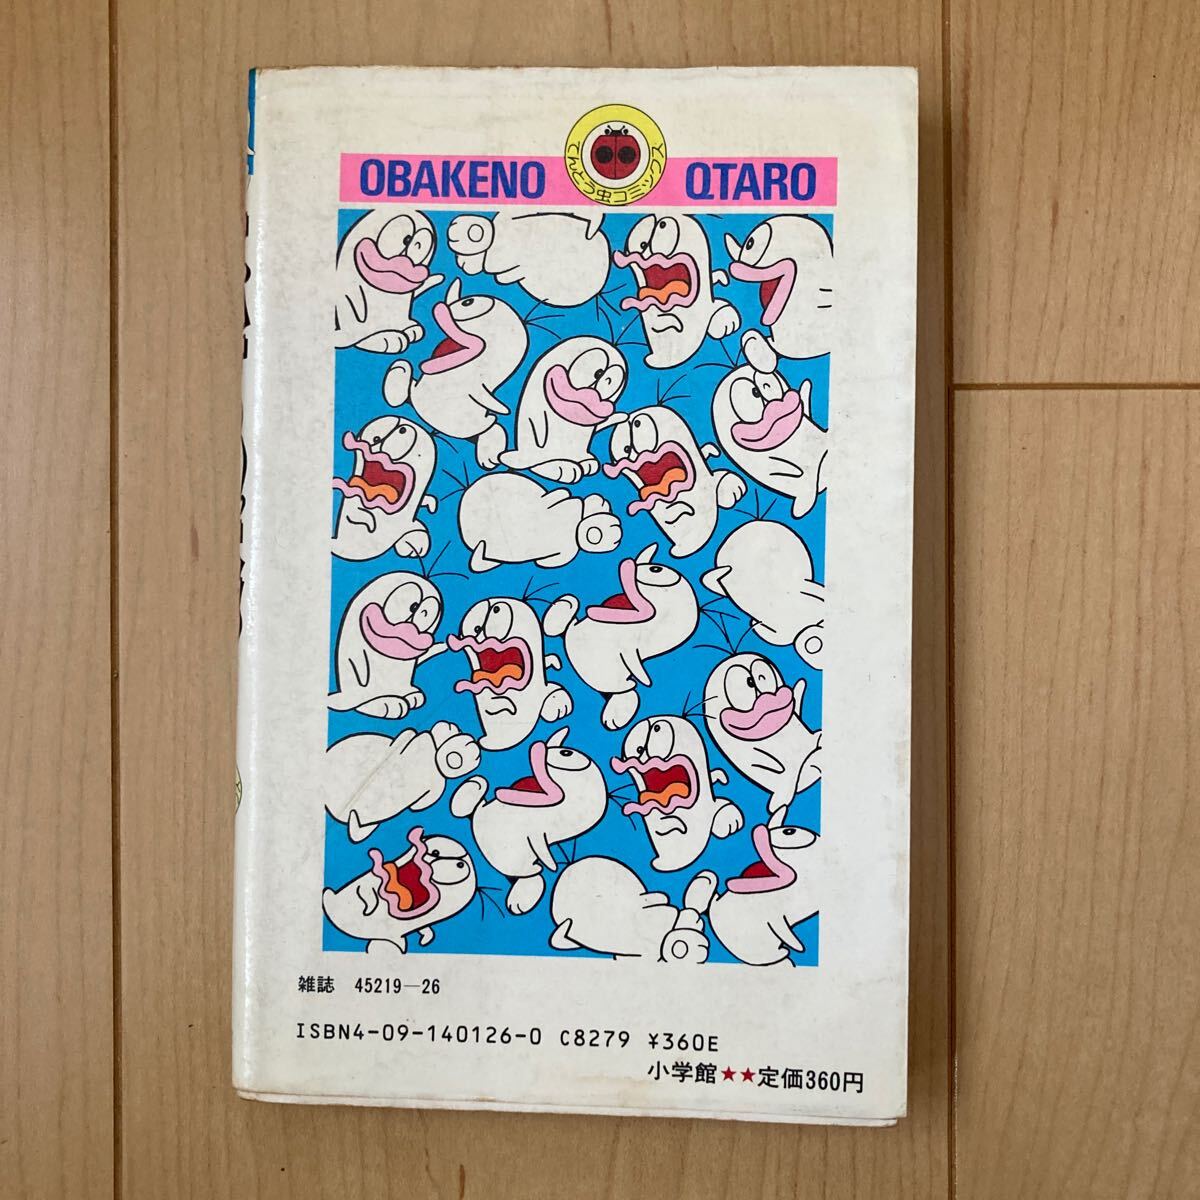 OBAKENO QTARO
てんとう虫コミックス
雑誌 45219-26
ISBN4-09-140126-0 C8279 ¥360E
小学館★★定価360円